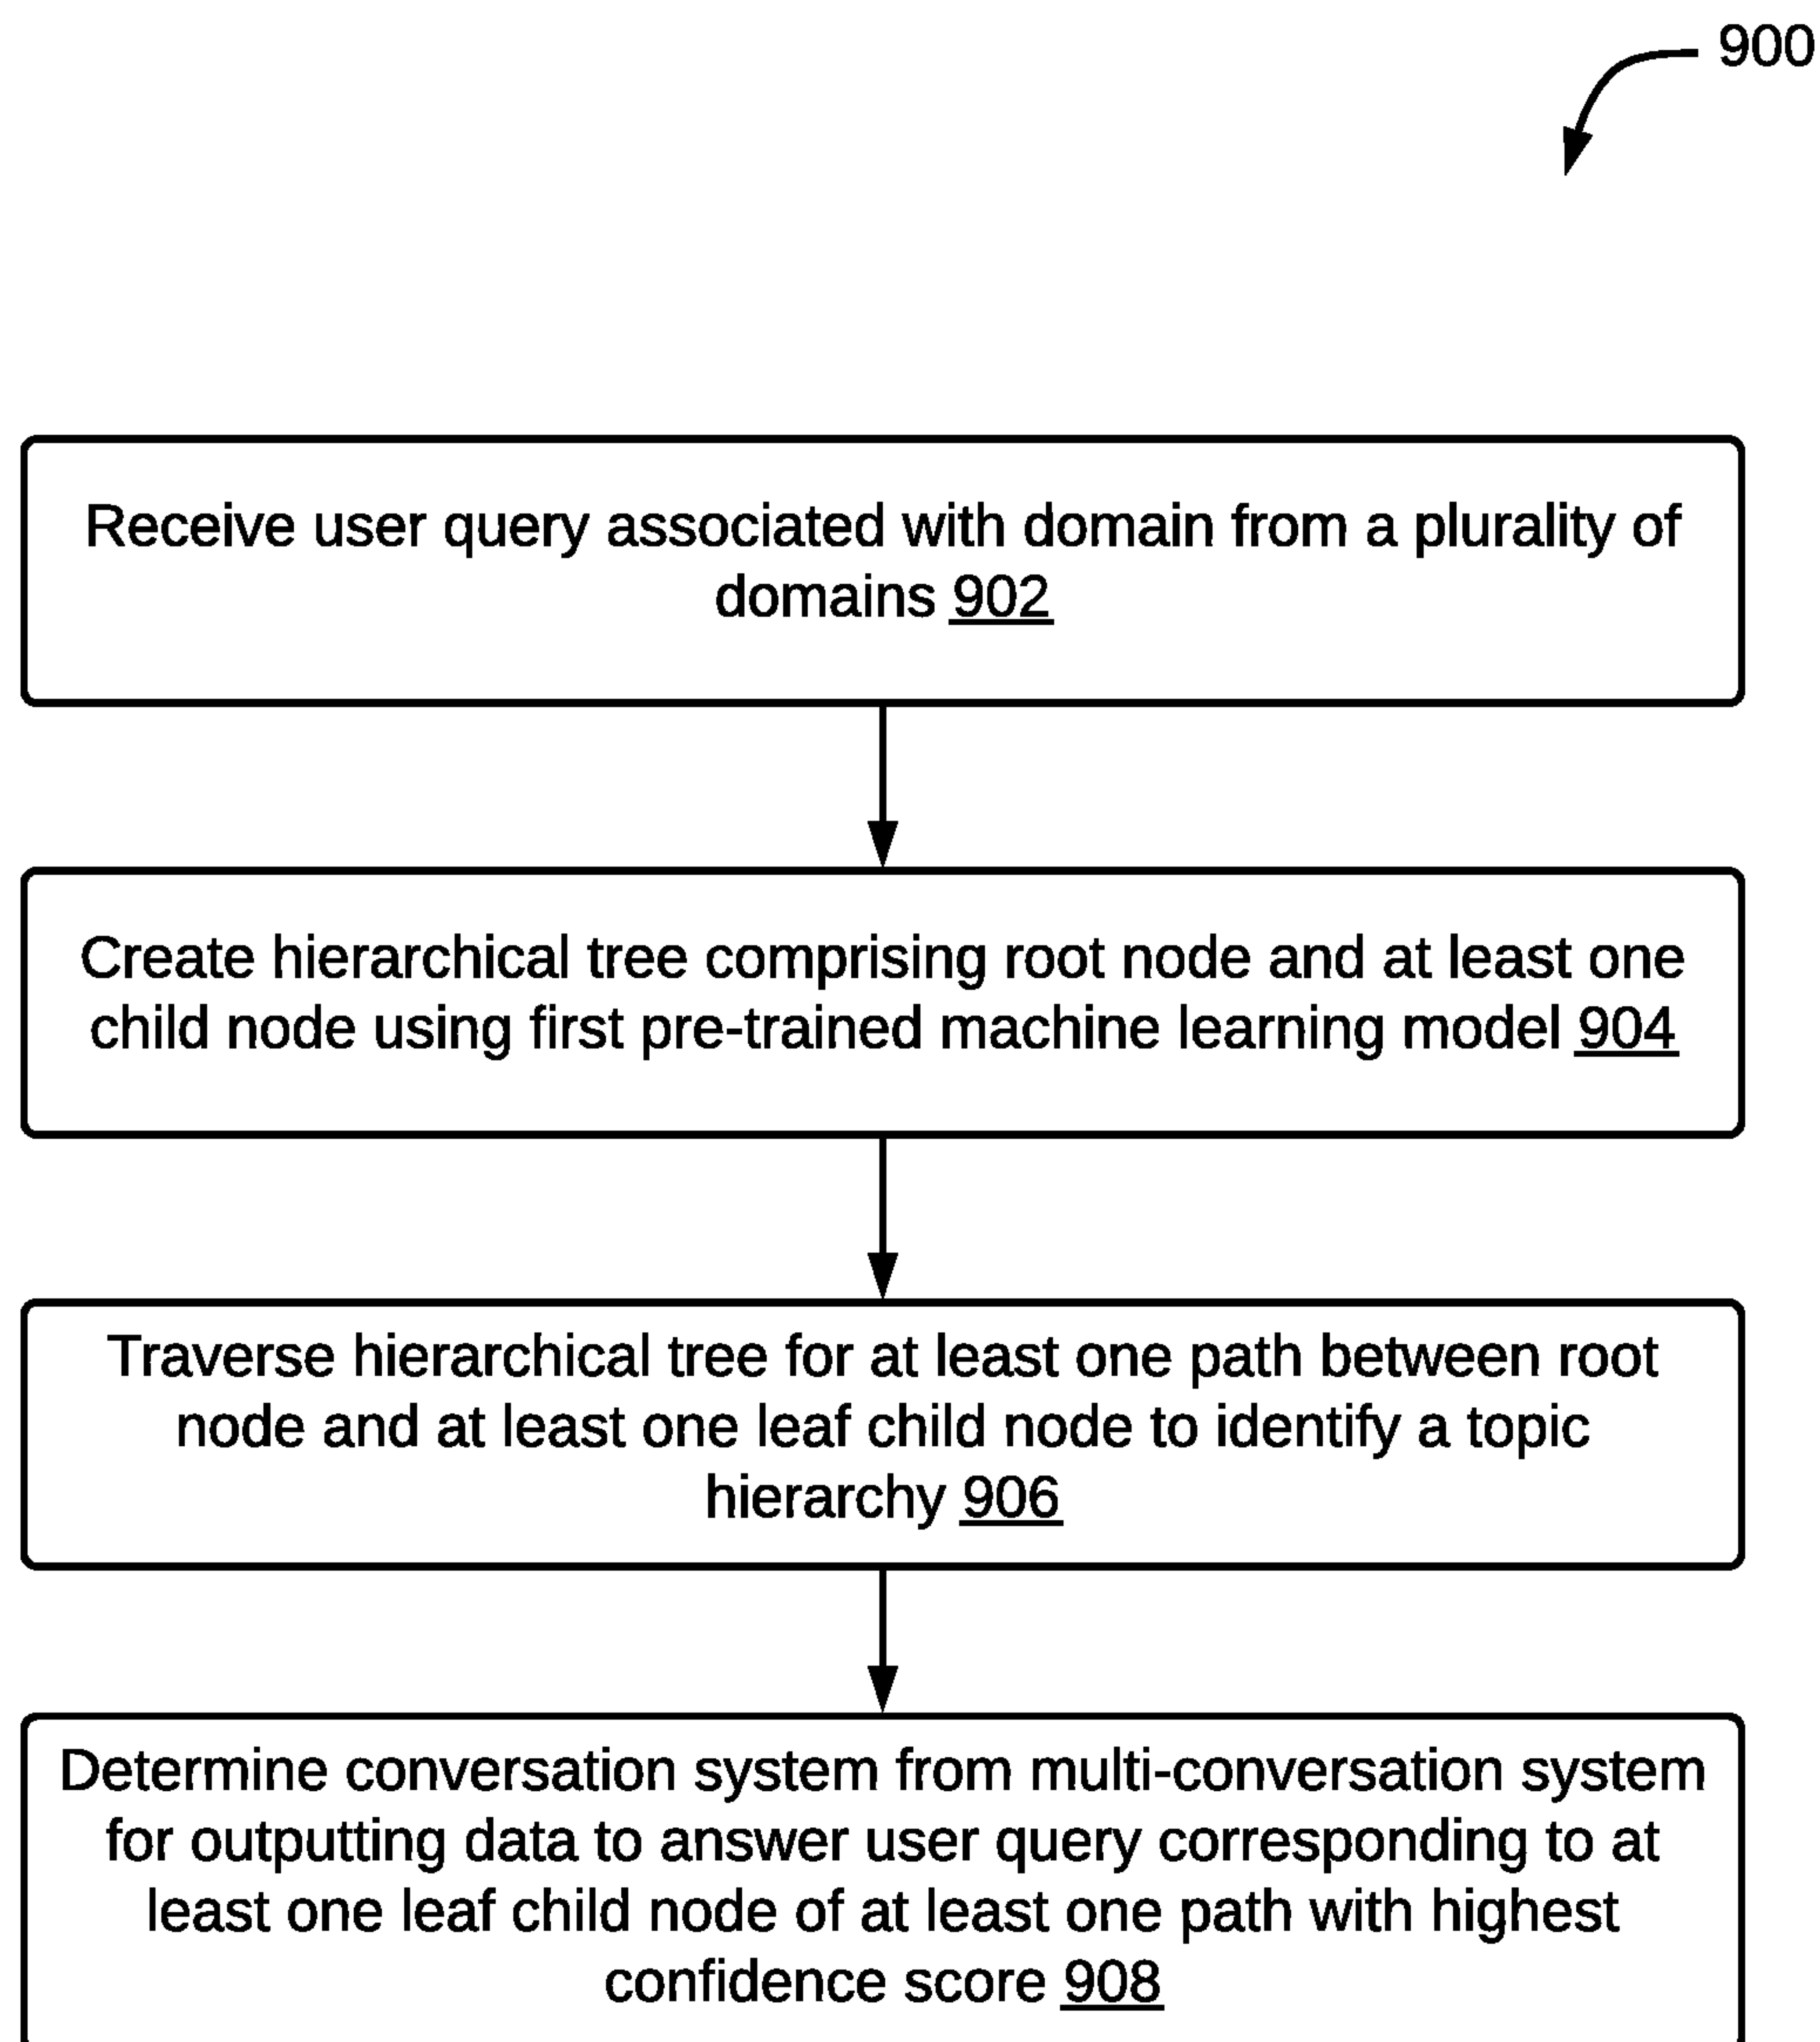 900
Receive user query associated with domain from a plurality of
domains 902
Create hierarchical tree comprising root node and at least one
child node using first pre-trained machine learning model 904
Traverse hierarchical tree for at least one path between root
node and at least one leaf child node to identify a topic
hierarchy 906
Determine conversation system from multi-conversation system
for outputting data to answer user query corresponding to at
least one leaf child node of at least one path with highest
confidence score 908